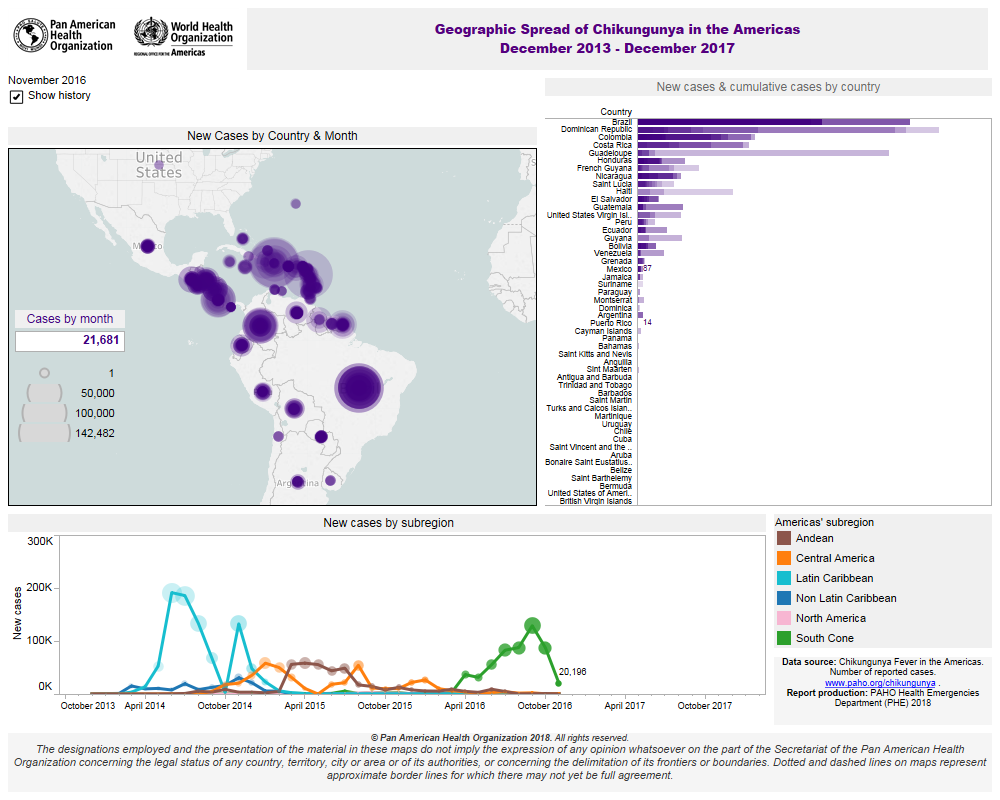 Pan American
Health
Organization
World Health
Organization
REGIONAL OFFICE FOR THE Americas
Geographic Spread of Chikungunya in the Americas
December 2013 - December 2017
November 2016
Show history
New Cases by Country & Month
United
States
Argentina
Cases by month
21,681
1
50,000
100,000
142,482
New cases & cumulative cases by country
Country
Brazil
Dominican Republic
Colombia
Costa Rica
Guadeloupe
Honduras
French Guyana
Nicaragua
Saint Lucia
Haiti
El Salvador
Guatemala
United States Virgin Isl..
Peru
Ecuador
Guyana
Bolivia
Venezuela
Grenada
Mexico 87
Jamaica
Suriname
Paraguay
Montserrat
Dominica
Argentina
Puerto Rico 14
Cayman Islands
Panama
Bahamas
Saint Kitts and Nevis
Anguilla
Sint Maarten
Antigua and Barbuda
Trinidad and Tobago
Barbados
Saint Martin
Turks and Caicos Islan..
Martinique
Uruguay
Chile
Cuba
Saint Vincent and the ..
Aruba
Bonaire Saint Eustatius..
Belize
Saint Barthelemy
Bermuda
United States of Ameri..
British Virgin Islands
New cases by subregion
New cases
300K
200K
100K
0K
20,196
October 2013 April 2014 October 2014 April 2015 October 2015 April 2016 October 2016 April 2017 October 2017
Americas' subregion
Andean
Central America
Latin Caribbean
Non Latin Caribbean
North America
South Cone
Data source: Chikungunya Fever in the Americas.
Number of reported cases.
www.paho.org/chikungunya .
Report production: PAHO Health Emergencies
Department (PHE) 2018
© Pan American Health Organization 2018. All rights reserved.
The designations employed and the presentation of the material in these maps do not imply the expression of any opinion whatsoever on the part of the Secretariat of the Pan American Health
Organization concerning the legal status of any country, territory, city or area or of its authorities, or concerning the delimitation of its frontiers or boundaries. Dotted and dashed lines on maps represent
approximate border lines for which there may not yet be full agreement.